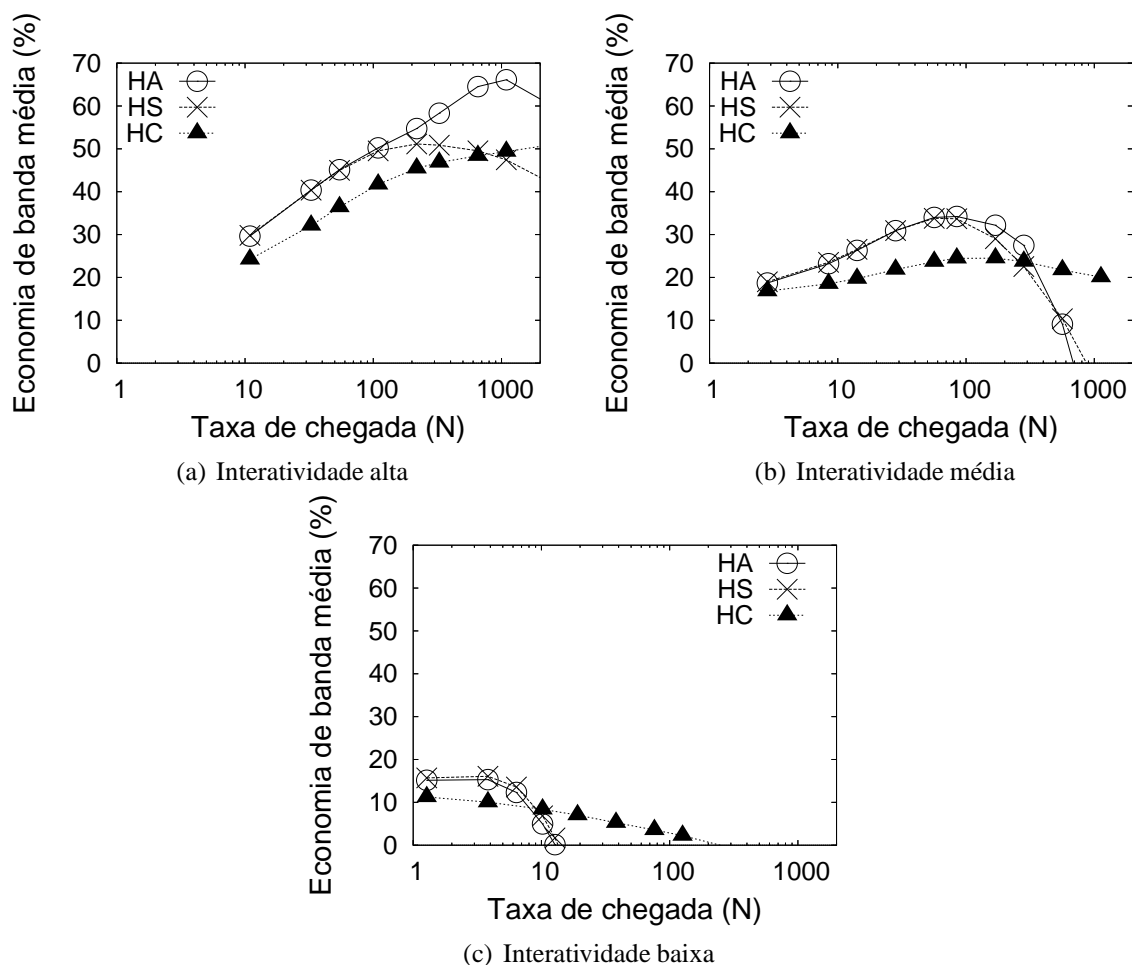 Economia de banda média (%)
70
60
50
40
30
20
10
0
HA
HS
HC
1 10 100 1000
Taxa de chegada (N)
(a) Interatividade alta
Economia de banda média (%)
70
60
50
40
30
20
10
0
HA
HS
HC
1 10 100 1000
Taxa de chegada (N)
(b) Interatividade média
Economia de banda média (%)
70
60
50
40
30
20
10
0
HA
HS
HC
1 10 100 1000
Taxa de chegada (N)
(c) Interatividade baixa